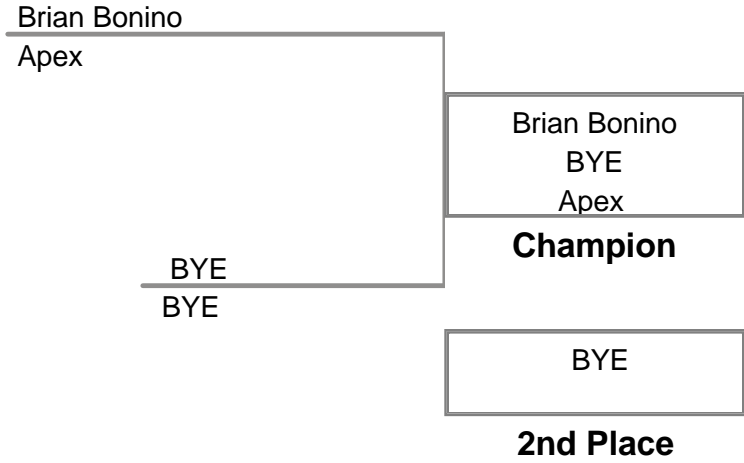 Brian Bonino
Apex
Brian Bonino
BYE
Apex
Champion
BYE
BYE
BYE
2nd Place